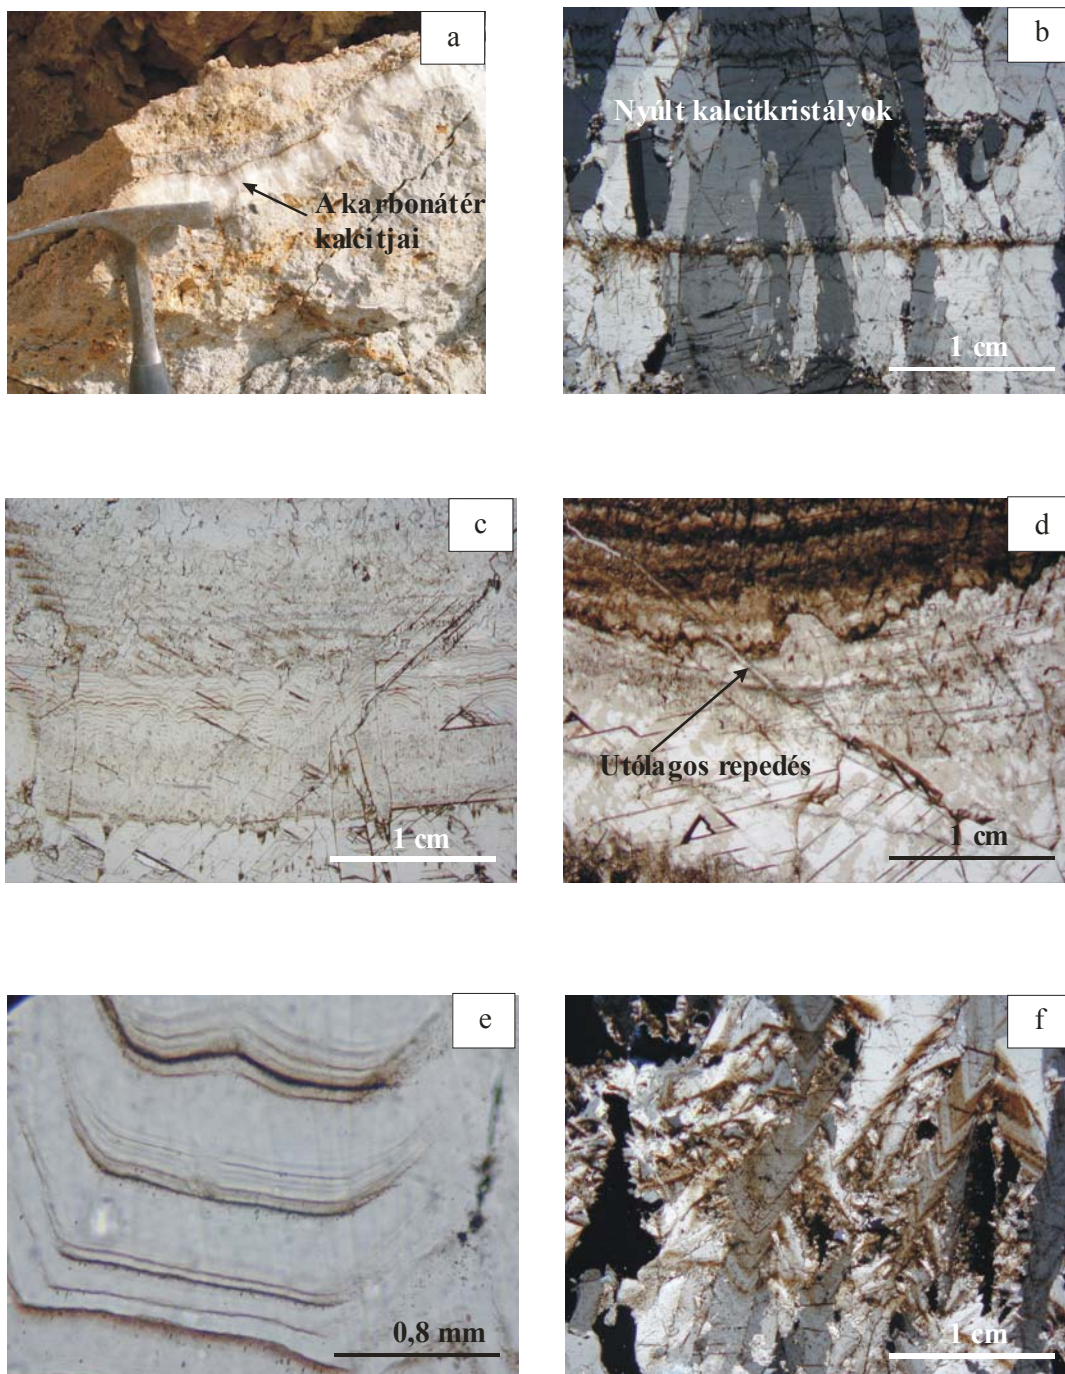 a
b
Nyúlt kalcitkristályok
A karbonátér
kalcitjai
1 cm
c
d
Utólagos repedés
1 cm
1 cm
e
f
0,8 mm
1 cm